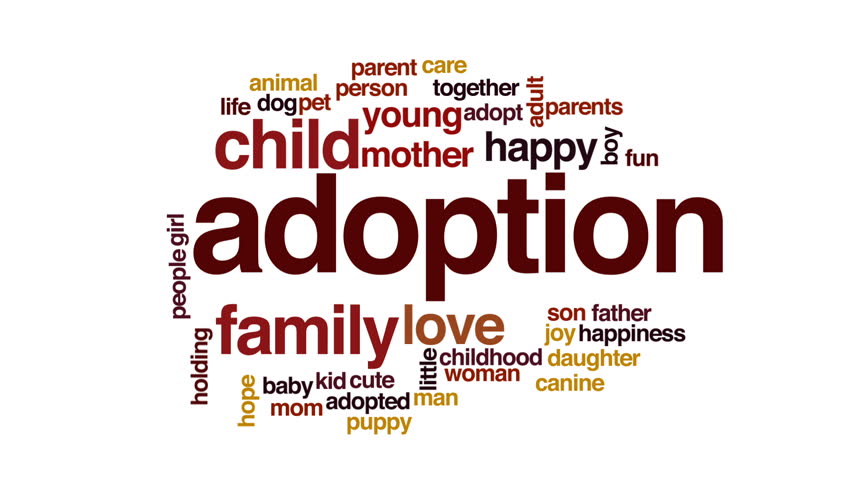 parent care
animal person together
life dog pet young adopt adult parents
child mother happy boy fun
adoption
girl
people
family love son father
joy happiness
holding little childhood daughter
woman canine
hope baby kid cute
mom adopted man
puppy